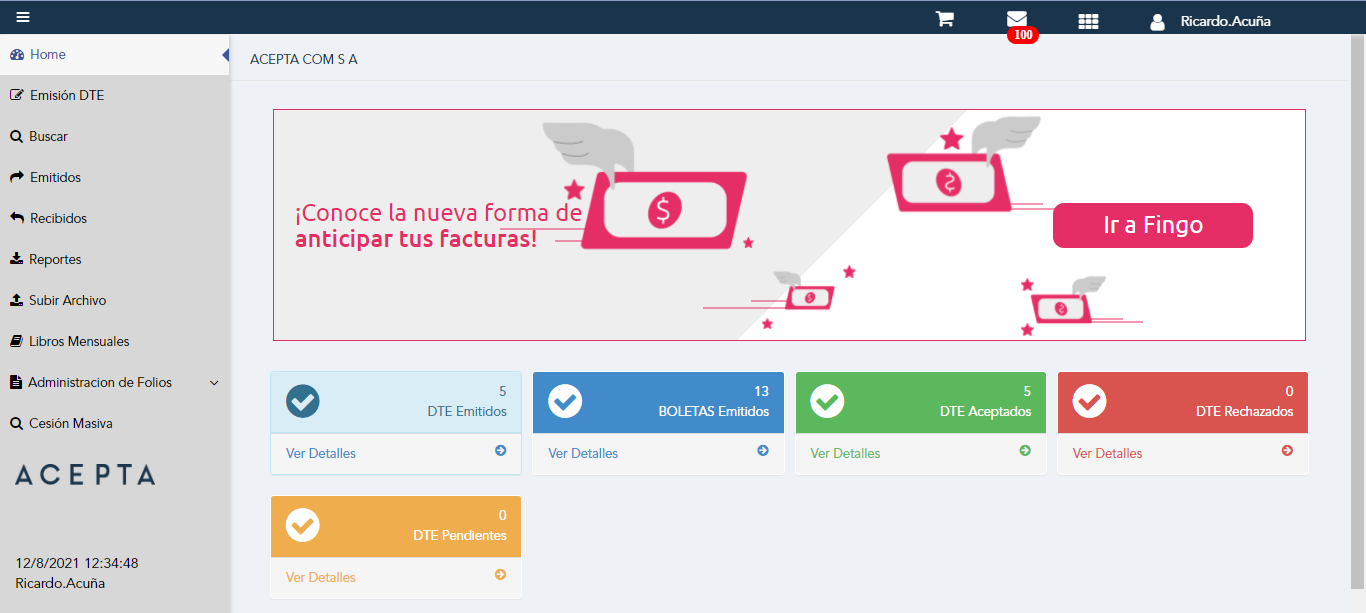 100
Ricardo.Acuña
Home
ACEPTA COM S A
Emisión DTE
Buscar
Emitidos
Recibidos
Reportes
Subir Archivo
Libros Mensuales
Administracion de Folios
Cesión Masiva
ACEPTA
12/8/2021 12:34:48
Ricardo.Acuña
¡Conoce la nueva forma de
anticipar tus facturas!
$
$
$
$
Ir a Fingo
5
DTE Emitidos
Ver Detalles
13
BOLETAS Emitidos
Ver Detalles
5
DTE Aceptados
Ver Detalles
0
DTE Rechazados
Ver Detalles
0
DTE Pendientes
Ver Detalles